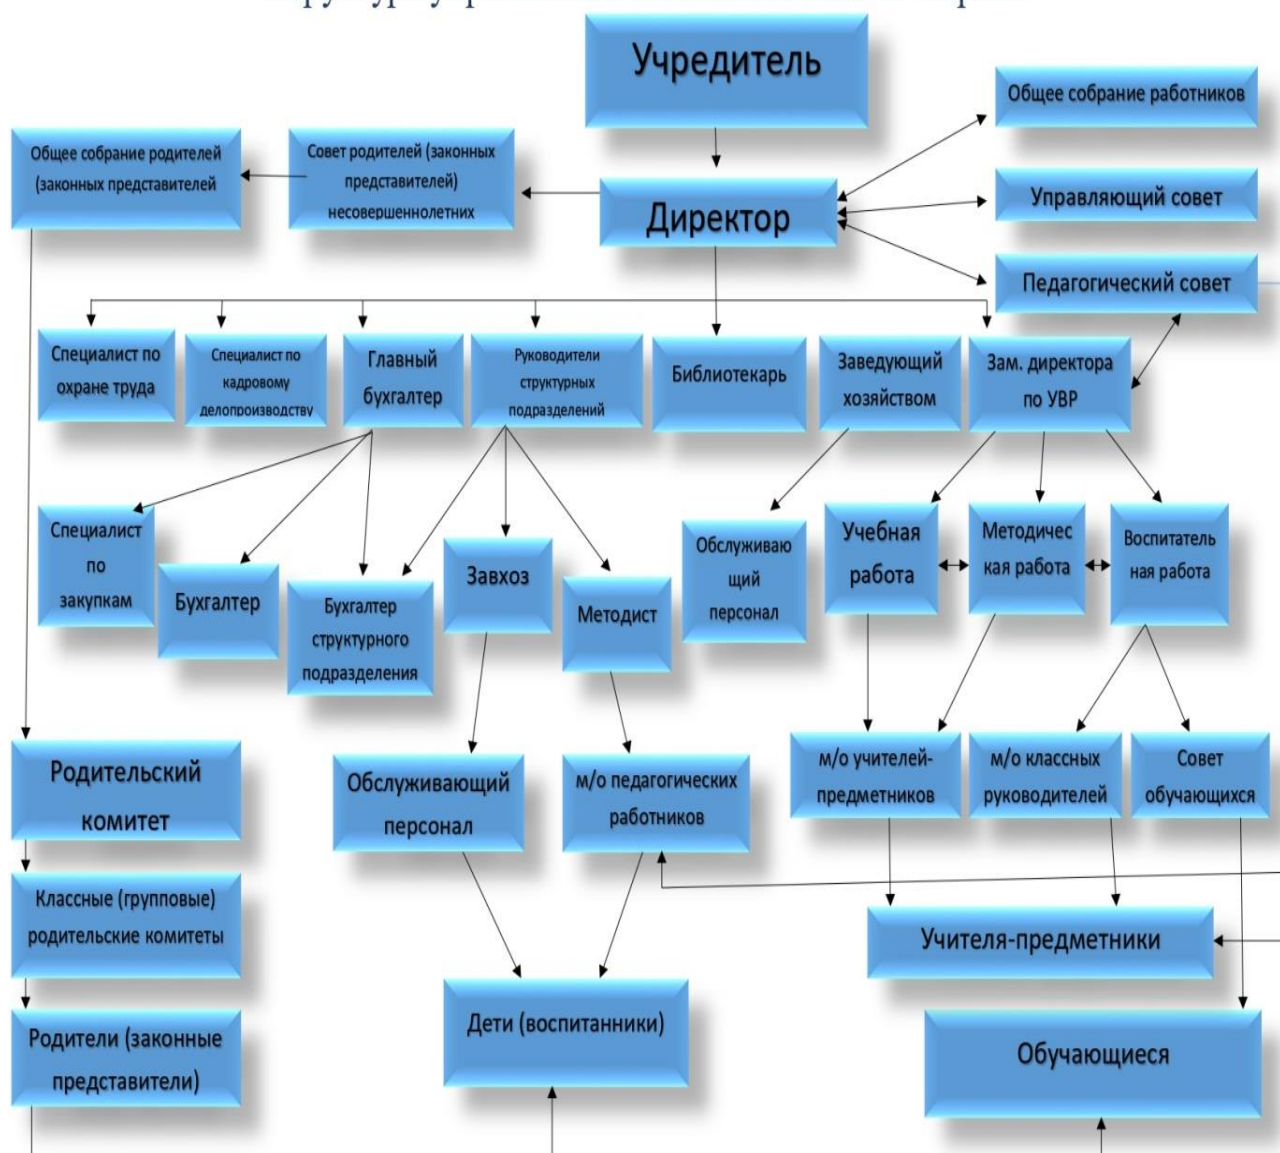 Учредитель
Общее собрание работников
Общее собрание родителей
(законных представителей
Совет родителей (законных
представителей)
несовершеннолетних
Управляющий совет
Директор
Педагогический совет
Специалист по
охране труда
Специалист по
кадровому
делопроизводству
Главный
бухгалтер
Руководители
структурных
подразделений
Библиотекарь
Заведующий
хозяйством
Зам. директора
по УВР
Специалист
по
закупкам
Бухгалтер
Бухгалтер
структурного
подразделения
Завхоз
Методист
Обслуживаю
щий
персонал
Учебная
работа
Методичес
кая работа
Воспитатель
ная работа
Родительский
комитет
Обслуживающий
персонал
м/о педагогических
работников
м/о учителей-
предметников
м/о классных
руководителей
Совет
обучающихся
Классные (групповые)
родительские комитеты
Учителя-предметники
Родители (законные
представители)
Дети (воспитанники)
Обучающиеся